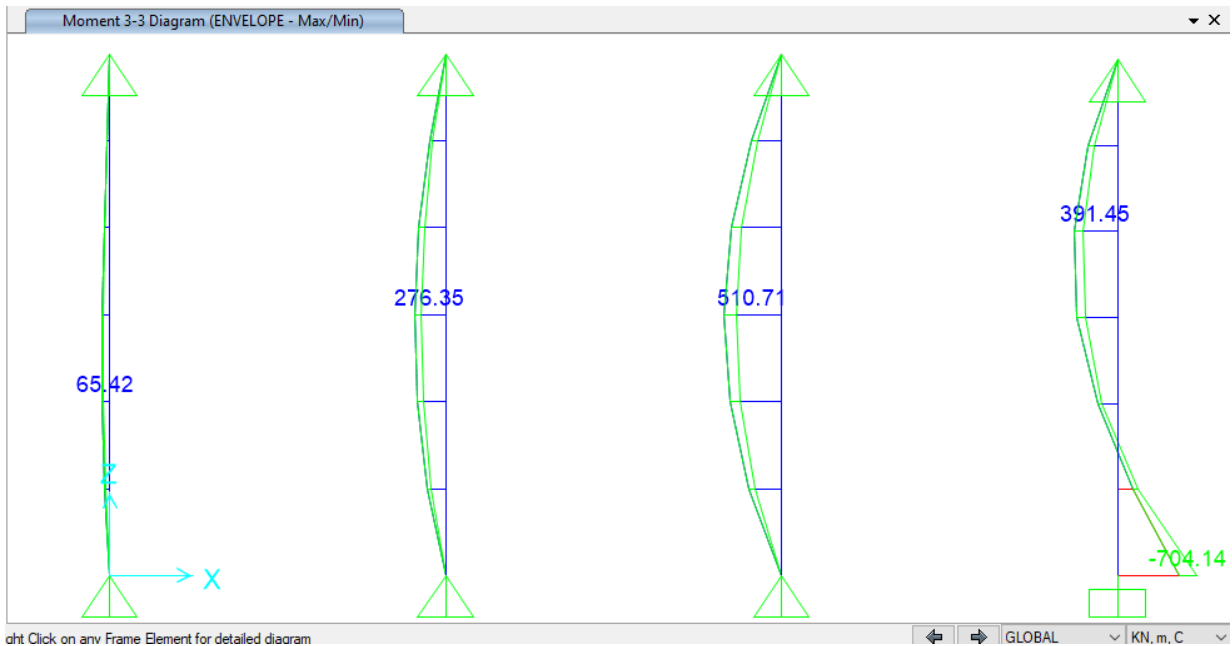 Moment 3-3 Diagram (ENVELOPE - Max/Min)
391.45
276.35
510.71
65.42
Z
-704.14
X
ght Click on any Frame Element for detailed diagram
GLOBAL
KN, m, C